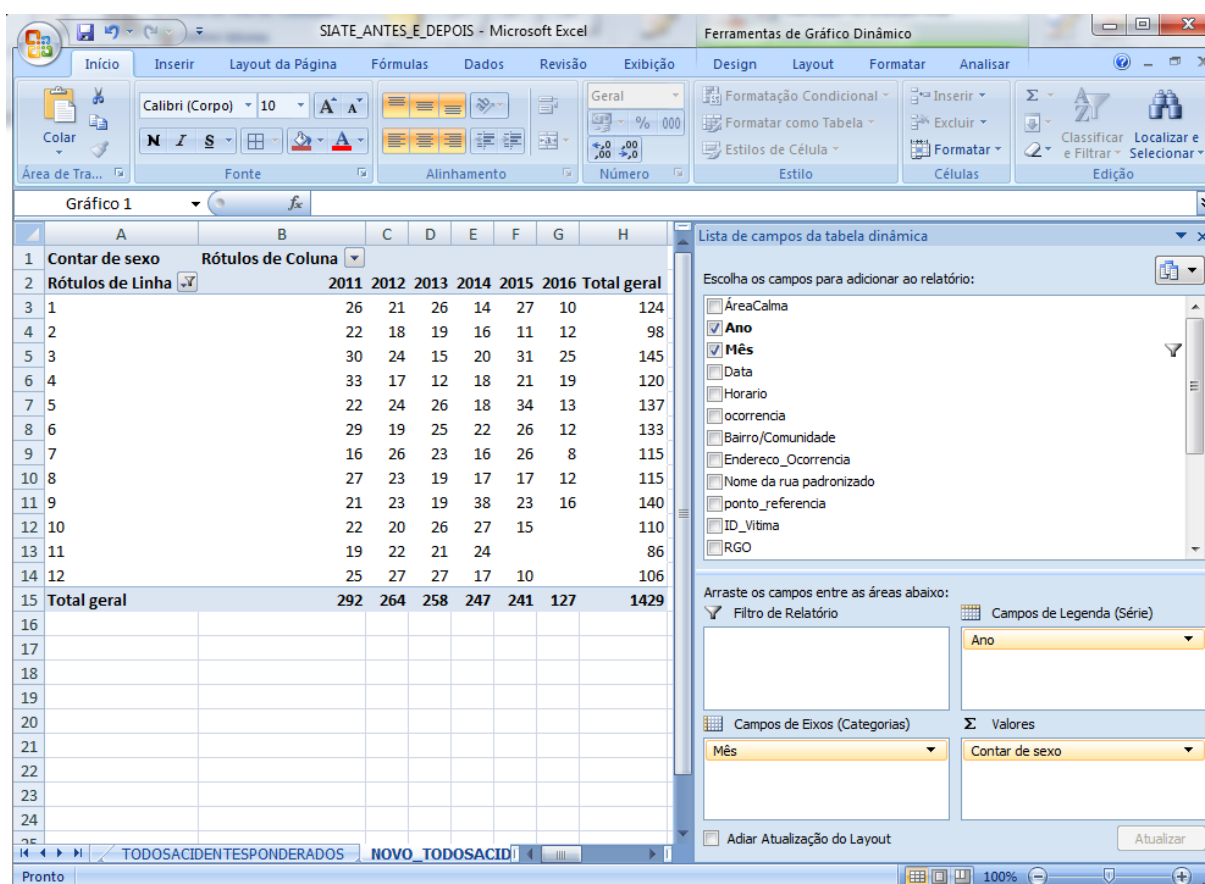 SIATE_ANTES_E_DEPOIS - Microsoft Excel
Ferramentas de Gráfico Dinâmico
Início Inserir Layout da Página Fórmulas Dados Revisão Exibição Design Layout Formatar Analisar
Colar
Área de Tra...
Calibri (Corpo) 10
N I S
Fonte
Alinhamento
Geral
% 000
Número
Formatação Condicional
Formatar como Tabela
Estilos de Célula
Estilo
Inserir
Excluir
Formatar
Células
Classificar e Filtrar
Localizar e Selecionar
Edição
Gráfico 1 fx
A B C D E F G H
1 Contar de sexo Rótulos de Coluna
2 Rótulos de Linha 2011 2012 2013 2014 2015 2016 Total geral
3 1 26 21 26 14 27 10 124
4 2 22 18 19 16 11 12 98
5 3 30 24 15 20 31 25 145
6 4 33 17 12 18 21 19 120
7 5 22 24 26 18 34 13 137
8 6 29 19 25 22 26 12 133
9 7 16 26 23 16 26 8 115
10 8 27 23 19 17 17 12 115
11 9 21 23 19 38 23 16 140
12 10 22 20 26 27 15 110
13 11 19 22 21 24 86
14 12 25 27 27 17 10 106
15 Total geral 292 264 258 247 241 127 1429
16
17
18
19
20
21
22
23
24
25
Lista de campos da tabela dinâmica
Escolha os campos para adicionar ao relatório:
ÁreaCalma
Ano
Mês
Data
Horario
ocorrencia
Bairro/Comunidade
Endereco_Ocorrencia
Nome da rua padronizado
ponto_referencia
ID_Vitima
RGO
Arraste os campos entre as áreas abaixo:
Filtro de Relatório
Campos de Legenda (Série)
Ano
Campos de Eixos (Categorias)
Σ Valores
Mês
Contar de sexo
Adiar Atualização do Layout
Atualizar
TODOSACIDENTESPONDERADOS NOVO_TODOSACID
Pronto
100%